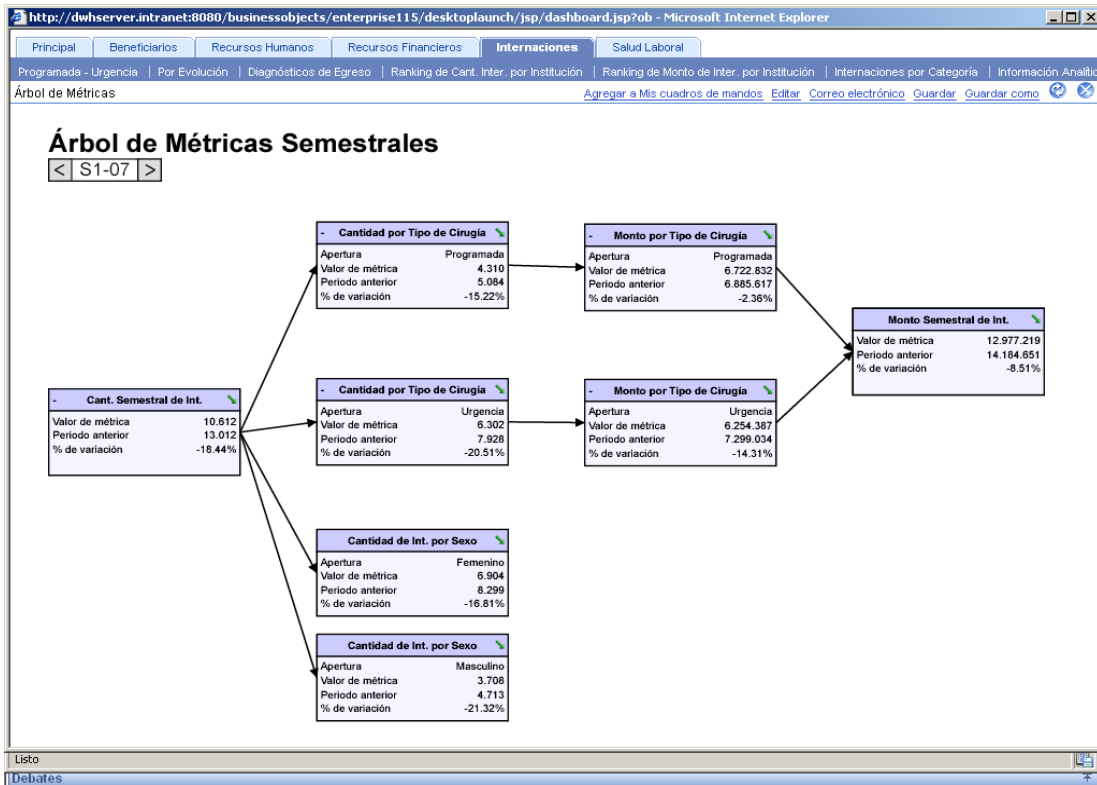 http://dwhserver.intranet:8080/businessobjects/enterprise115/desktoplaunch/jsp/dashboard.jsp?ob - Microsoft Internet Explorer
Principal Beneficiarios Recursos Humanos Recursos Financieros Internaciones Salud Laboral
Programada - Urgencia | Por Evolución | Diagnósticos de Egreso | Ranking de Cant. Inter. por Institución | Ranking de Monto de Inter. por Institución | Internaciones por Categoría | Información Analític
Árbol de Métricas Agregar a Mis cuadros de mandos Editar Correo electrónico Guardar Guardar como
Árbol de Métricas Semestrales
< S1-07 >
- Cant. Semestral de Int.
Valor de métrica 10.612
Periodo anterior 13.012
% de variación -18.44%
- Cantidad por Tipo de Cirugía
Apertura Programada
Valor de métrica 4.310
Periodo anterior 5.084
% de variación -15.22%
- Monto por Tipo de Cirugía
Apertura Programada
Valor de métrica 6.722.832
Periodo anterior 6.885.617
% de variación -2.36%
Monto Semestral de Int.
Valor de métrica 12.977.219
Periodo anterior 14.184.651
% de variación -8.51%
- Cantidad por Tipo de Cirugía
Apertura Urgencia
Valor de métrica 6.302
Periodo anterior 7.928
% de variación -20.51%
- Monto por Tipo de Cirugía
Apertura Urgencia
Valor de métrica 6.254.387
Periodo anterior 7.299.034
% de variación -14.31%
Cantidad de Int. por Sexo
Apertura Femenino
Valor de métrica 6.904
Periodo anterior 8.299
% de variación -16.81%
Cantidad de Int. por Sexo
Apertura Masculino
Valor de métrica 3.708
Periodo anterior 4.713
% de variación -21.32%
Listo
Debates